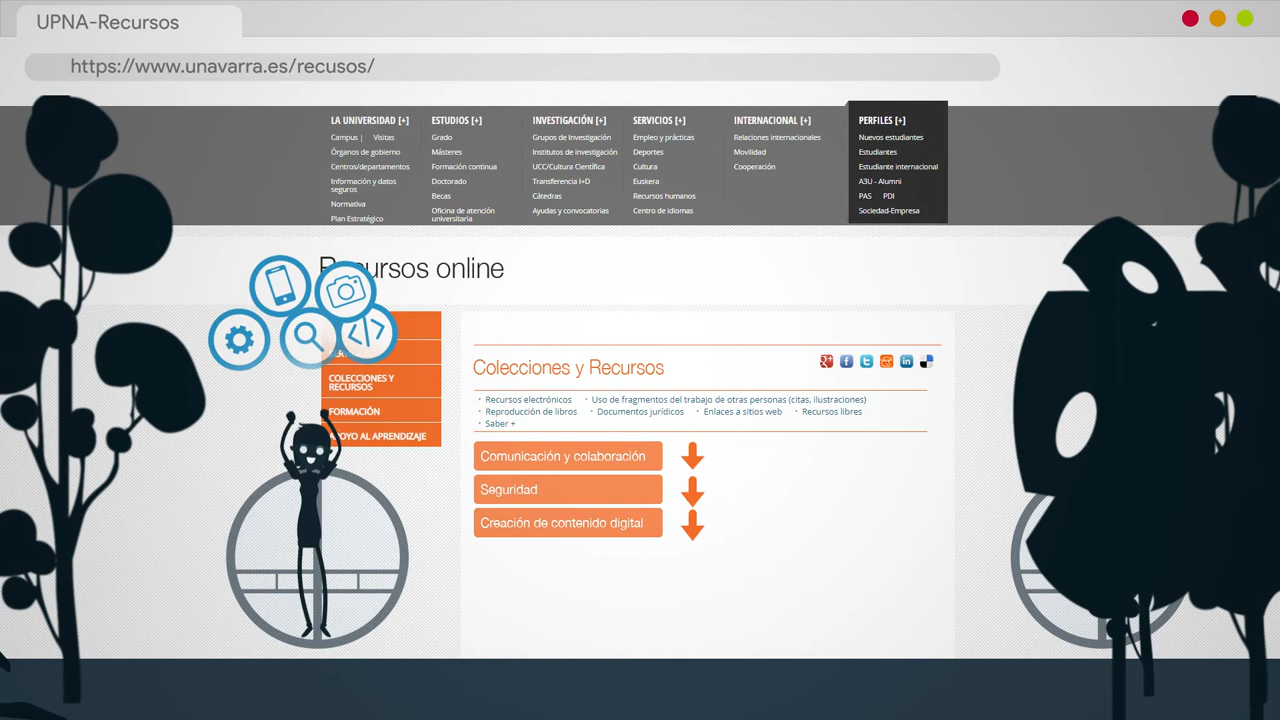 UPNA-Recursos
https://www.unavarra.es/recusos/
LA UNIVERSIDAD [+]
Campus | Visitas
Órganos de gobierno
Centros/departamentos
Información y datos
seguros
Normativa
Plan Estratégico
ESTUDIOS [+]
Grado
Másteres
Formación continua
Doctorado
Becas
Oficina de atención
universitaria
INVESTIGACIÓN [+]
Grupos de Investigación
Institutos de investigación
UCC/Cultura Científica
Transferencia I+D
Cátedras
Ayudas y convocatorias
SERVICIOS [+]
Empleo y prácticas
Deportes
Cultura
Euskera
Recursos humanos
Centro de idiomas
INTERNACIONAL [+]
Relaciones internacionales
Movilidad
Cooperación
PERFILES [+]
Nuevos estudiantes
Estudiantes
Estudiante internacional
A3U - Alumni
PAS PDI
Sociedad-Empresa
Recursos online
COLECCIONES Y
RECURSOS
FORMACIÓN
APOYO AL APRENDIZAJE
Colecciones y Recursos
· Recursos electrónicos · Uso de fragmentos del trabajo de otras personas (citas, ilustraciones)
· Reproducción de libros · Documentos jurídicos · Enlaces a sitios web · Recursos libres
· Saber +
Comunicación y colaboración
Seguridad
Creación de contenido digital